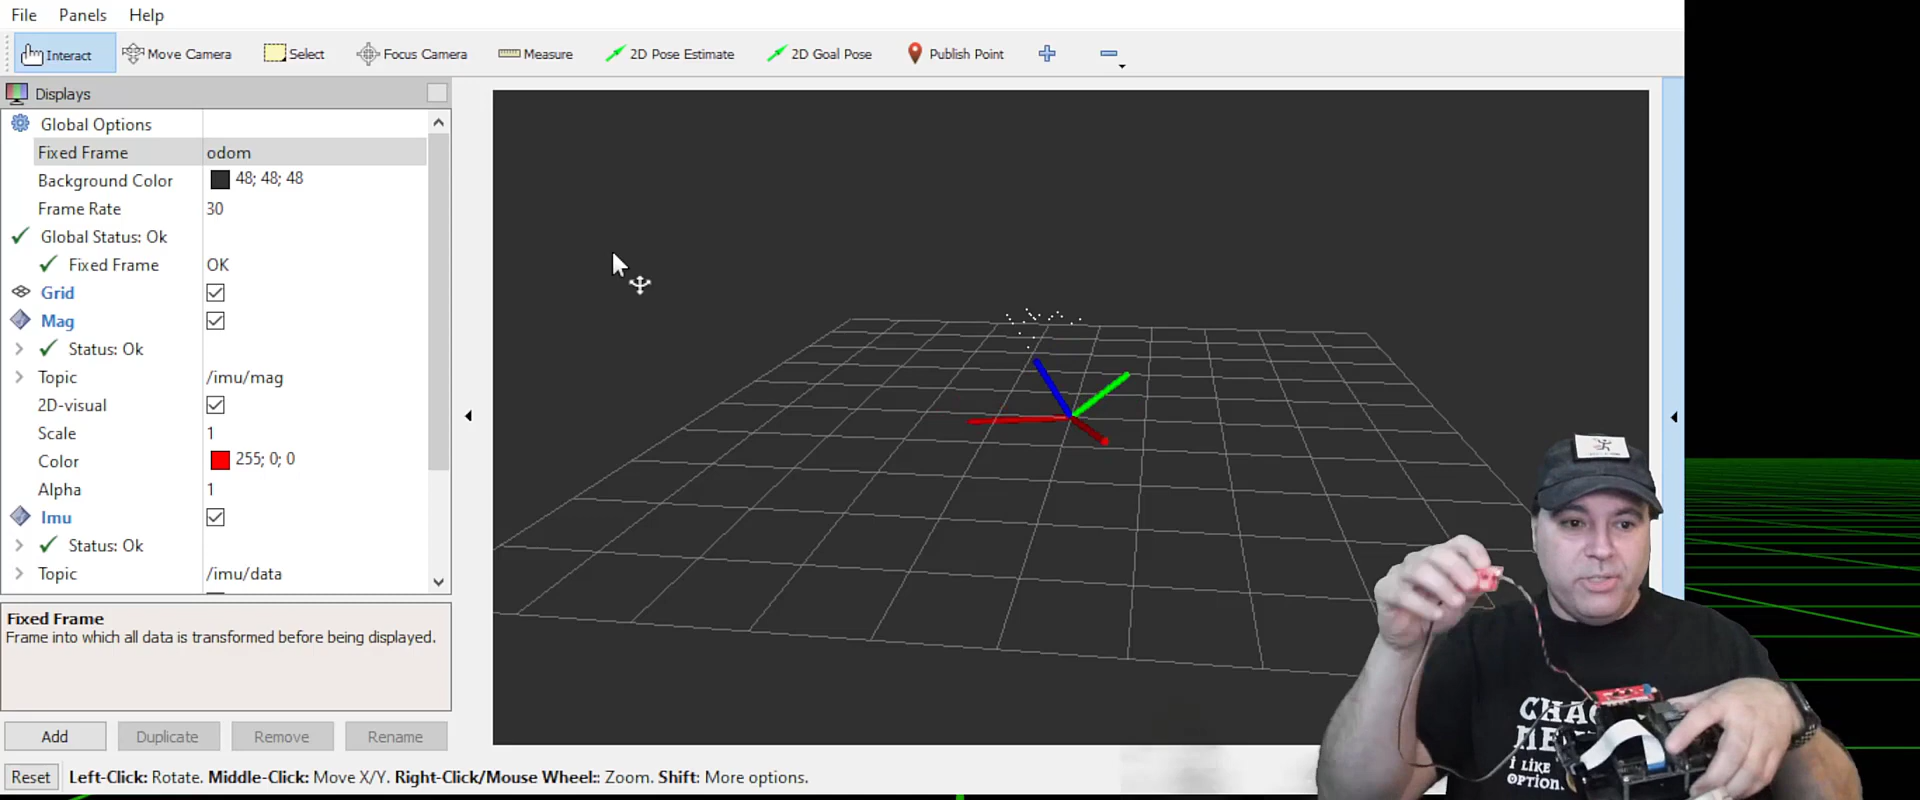 File Panels Help
Interact Move Camera Select Focus Camera Measure 2D Pose Estimate 2D Goal Pose Publish Point
Displays
Global Options
Fixed Frame odom
Background Color 48; 48; 48
Frame Rate 30
Global Status: Ok
Fixed Frame OK
Grid
Mag
Status: Ok
Topic /imu/mag
2D-visual
Scale 1
Color 255; 0; 0
Alpha 1
Imu
Status: Ok
Topic /imu/data
Fixed Frame
Frame into which all data is transformed before being displayed.
Add Duplicate Remove Rename
Reset Left-Click: Rotate. Middle-Click: Move X/Y. Right-Click/Mouse Wheel:: Zoom. Shift: More options.
I LIKE
OPTION.